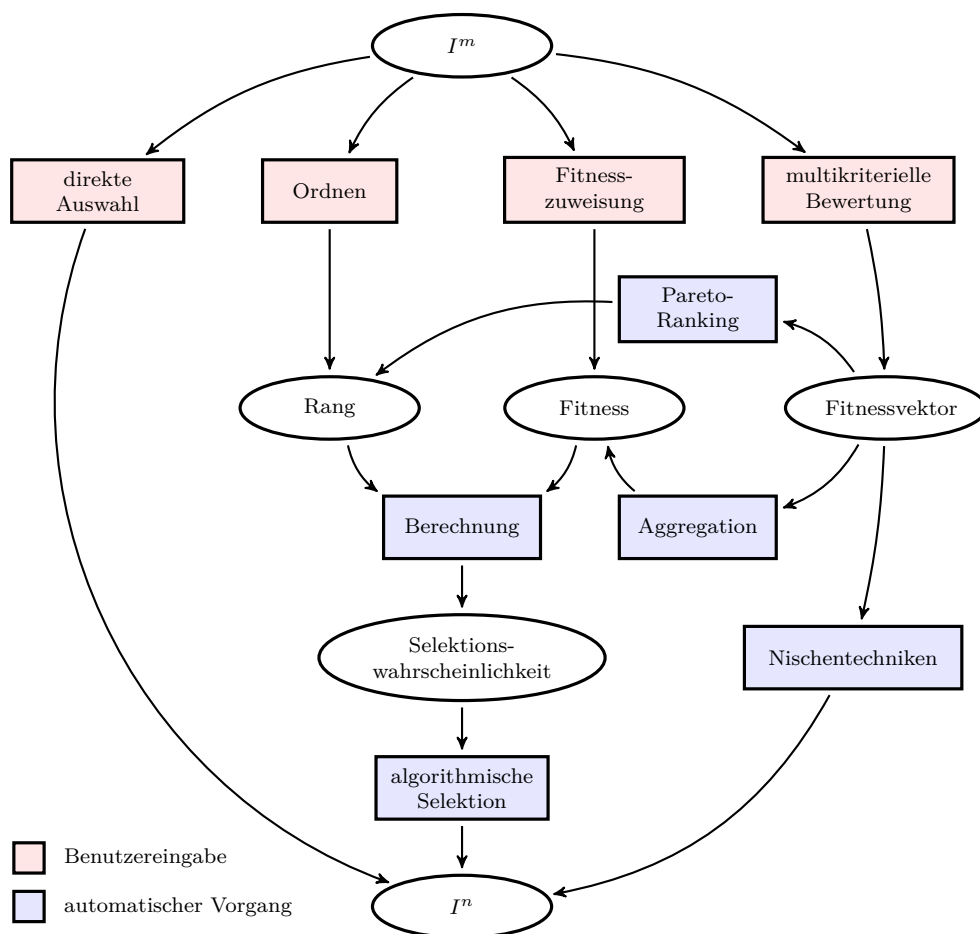 I^m
direkte
Auswahl
Ordnen
Fitness-
zuweisung
multikriterielle
Bewertung
Pareto-
Ranking
Rang
Fitness
Fitnessvektor
Berechnung
Aggregation
Selektions-
wahrscheinlichkeit
Nischentechniken
algorithmische
Selektion
Benutzereingabe
automatischer Vorgang
I^n